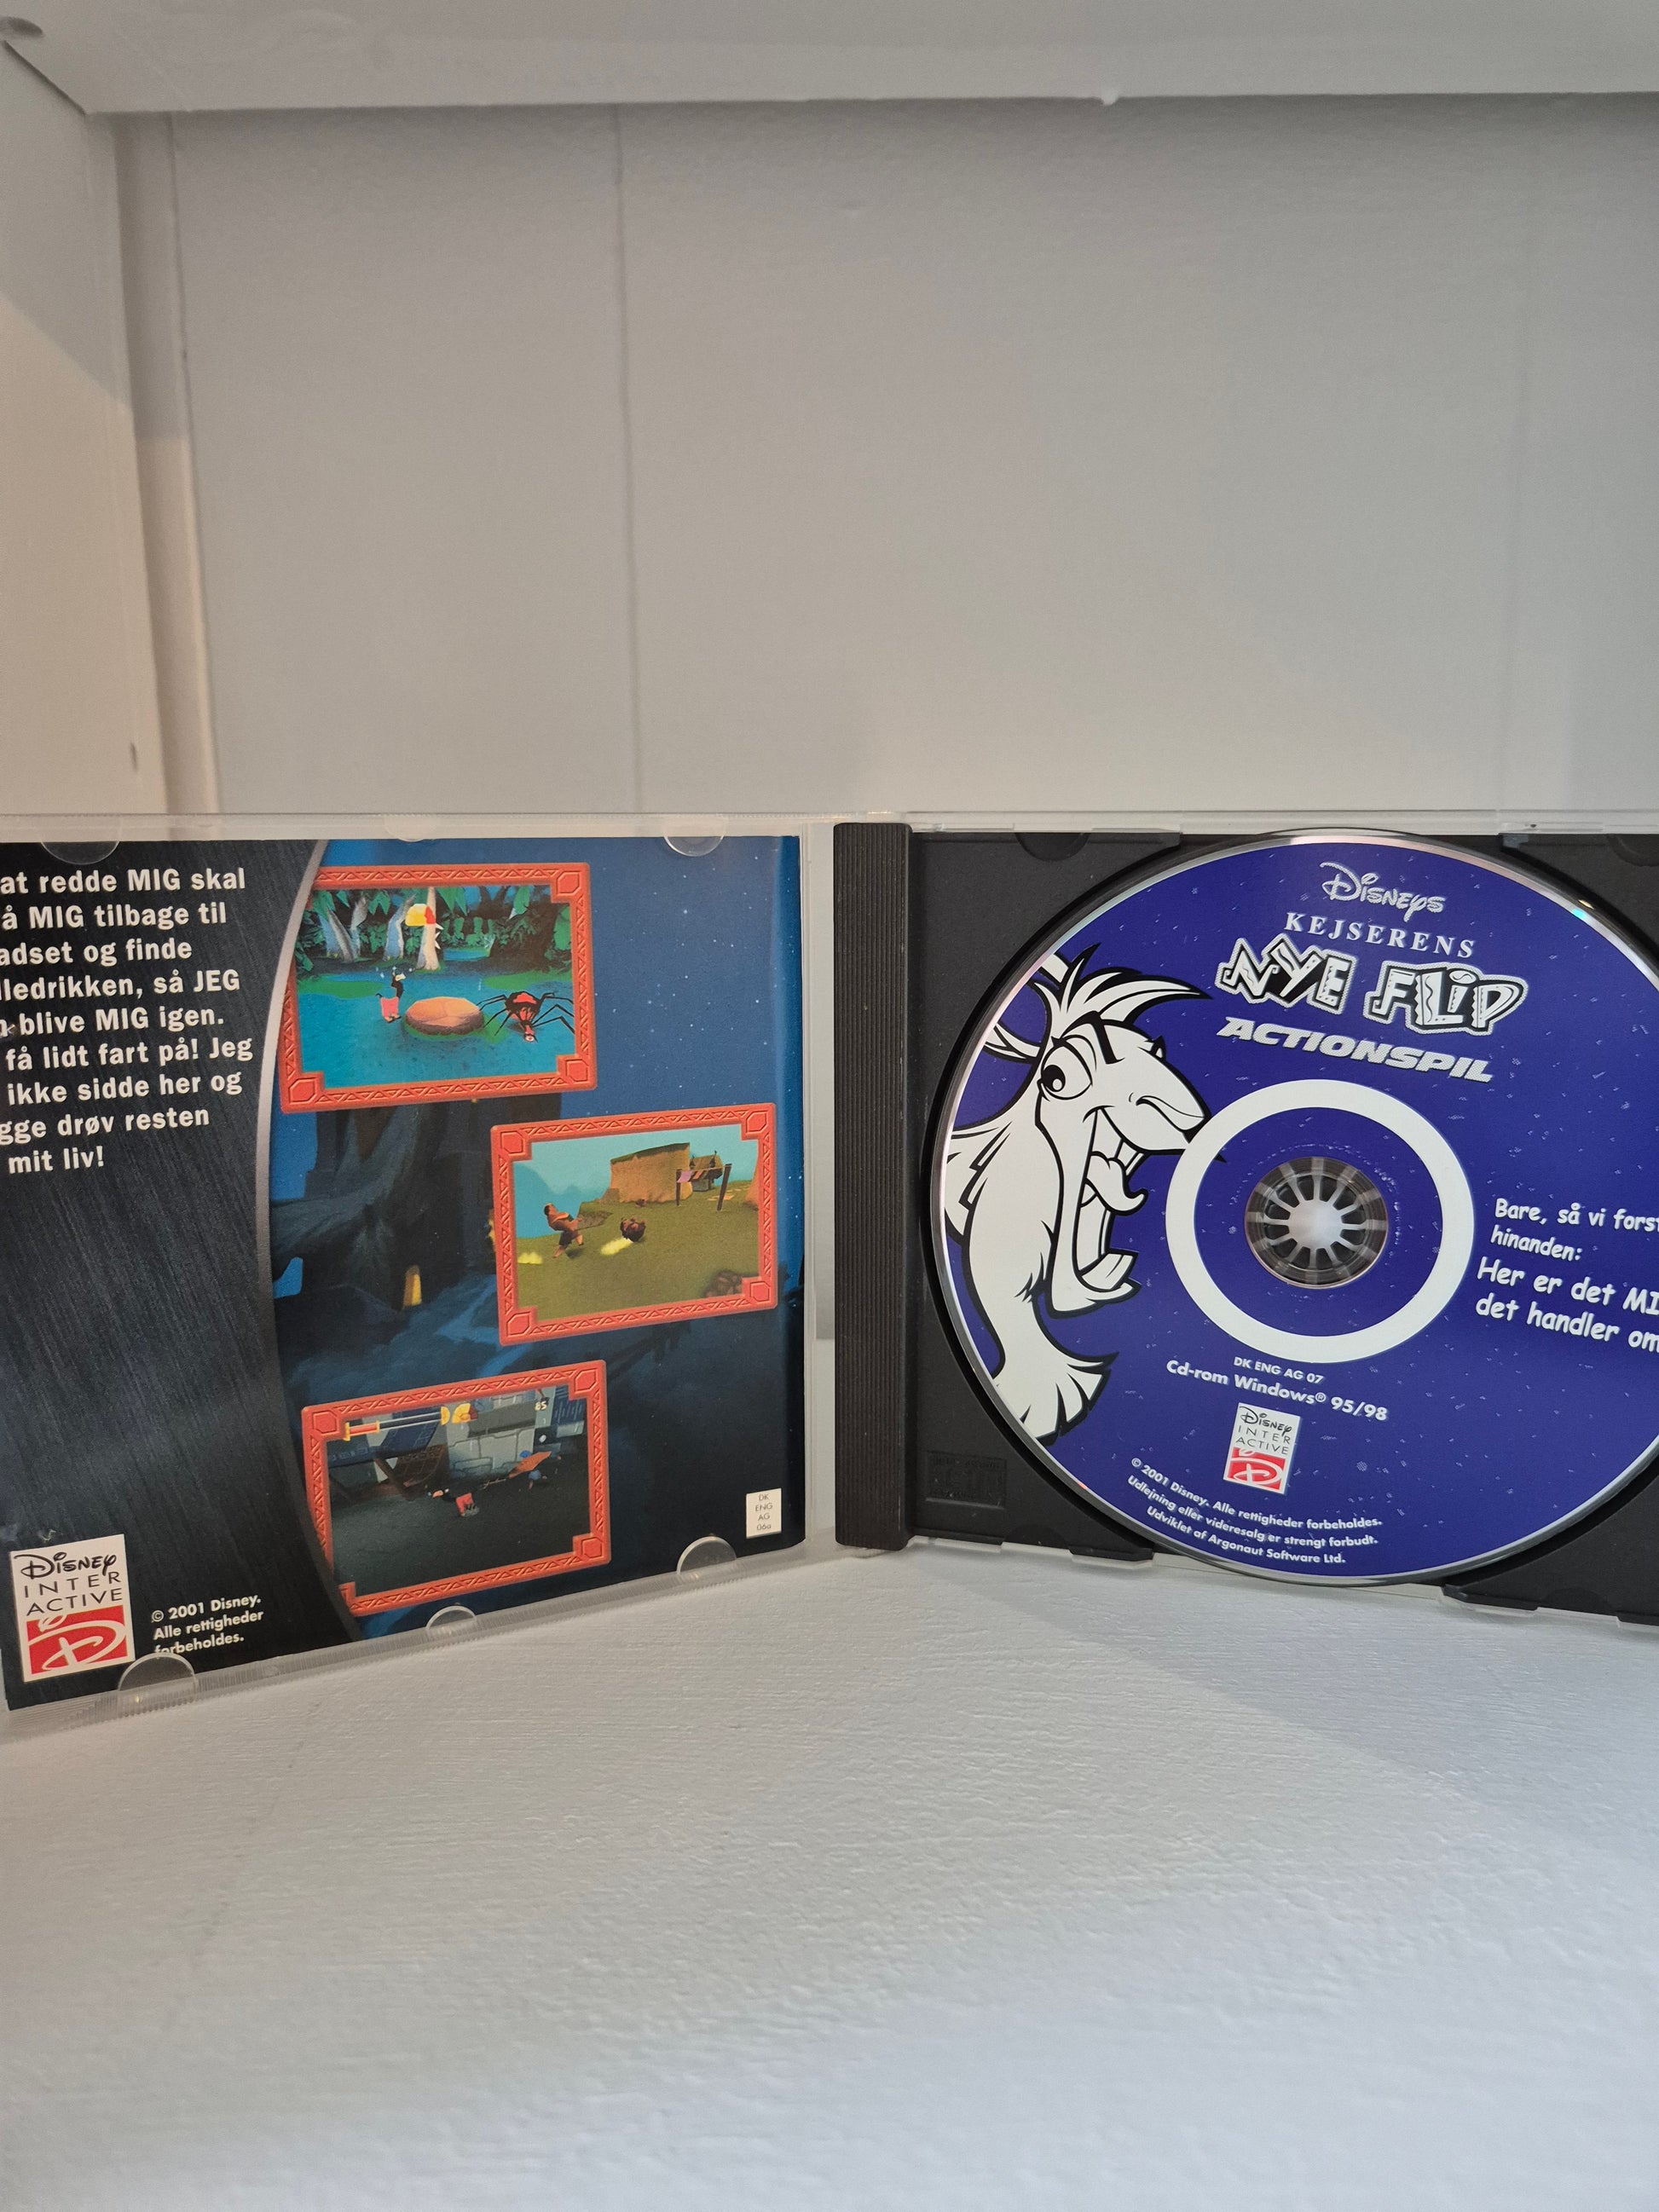 at redde MIG skal
å MIG tilbage til
adset og finde
lledrikken, så JEG
blive MIG igen.
få lidt fart på! Jeg
ikke sidde her og
gge drøv resten
mit liv!
DISNEY
INTER
ACTIVE
© 2001 Disney.
Alle rettigheder
forbeholdes.
85
DK
ENG
AG
06a
DISNEYS
KEJSERENS
NYE FLIP
ACTIONSPIL
Bare, så vi forst
hinanden:
Her er det MI
det handler om
DK ENG AG 07
Cd-rom Windows® 95/98
DISNEY
INTER
ACTIVE
© 2001 Disney. Alle rettigheder forbeholdes.
Udlejning eller videresalg er strengt forbudt.
Udviklet af Argonaut Software Ltd.